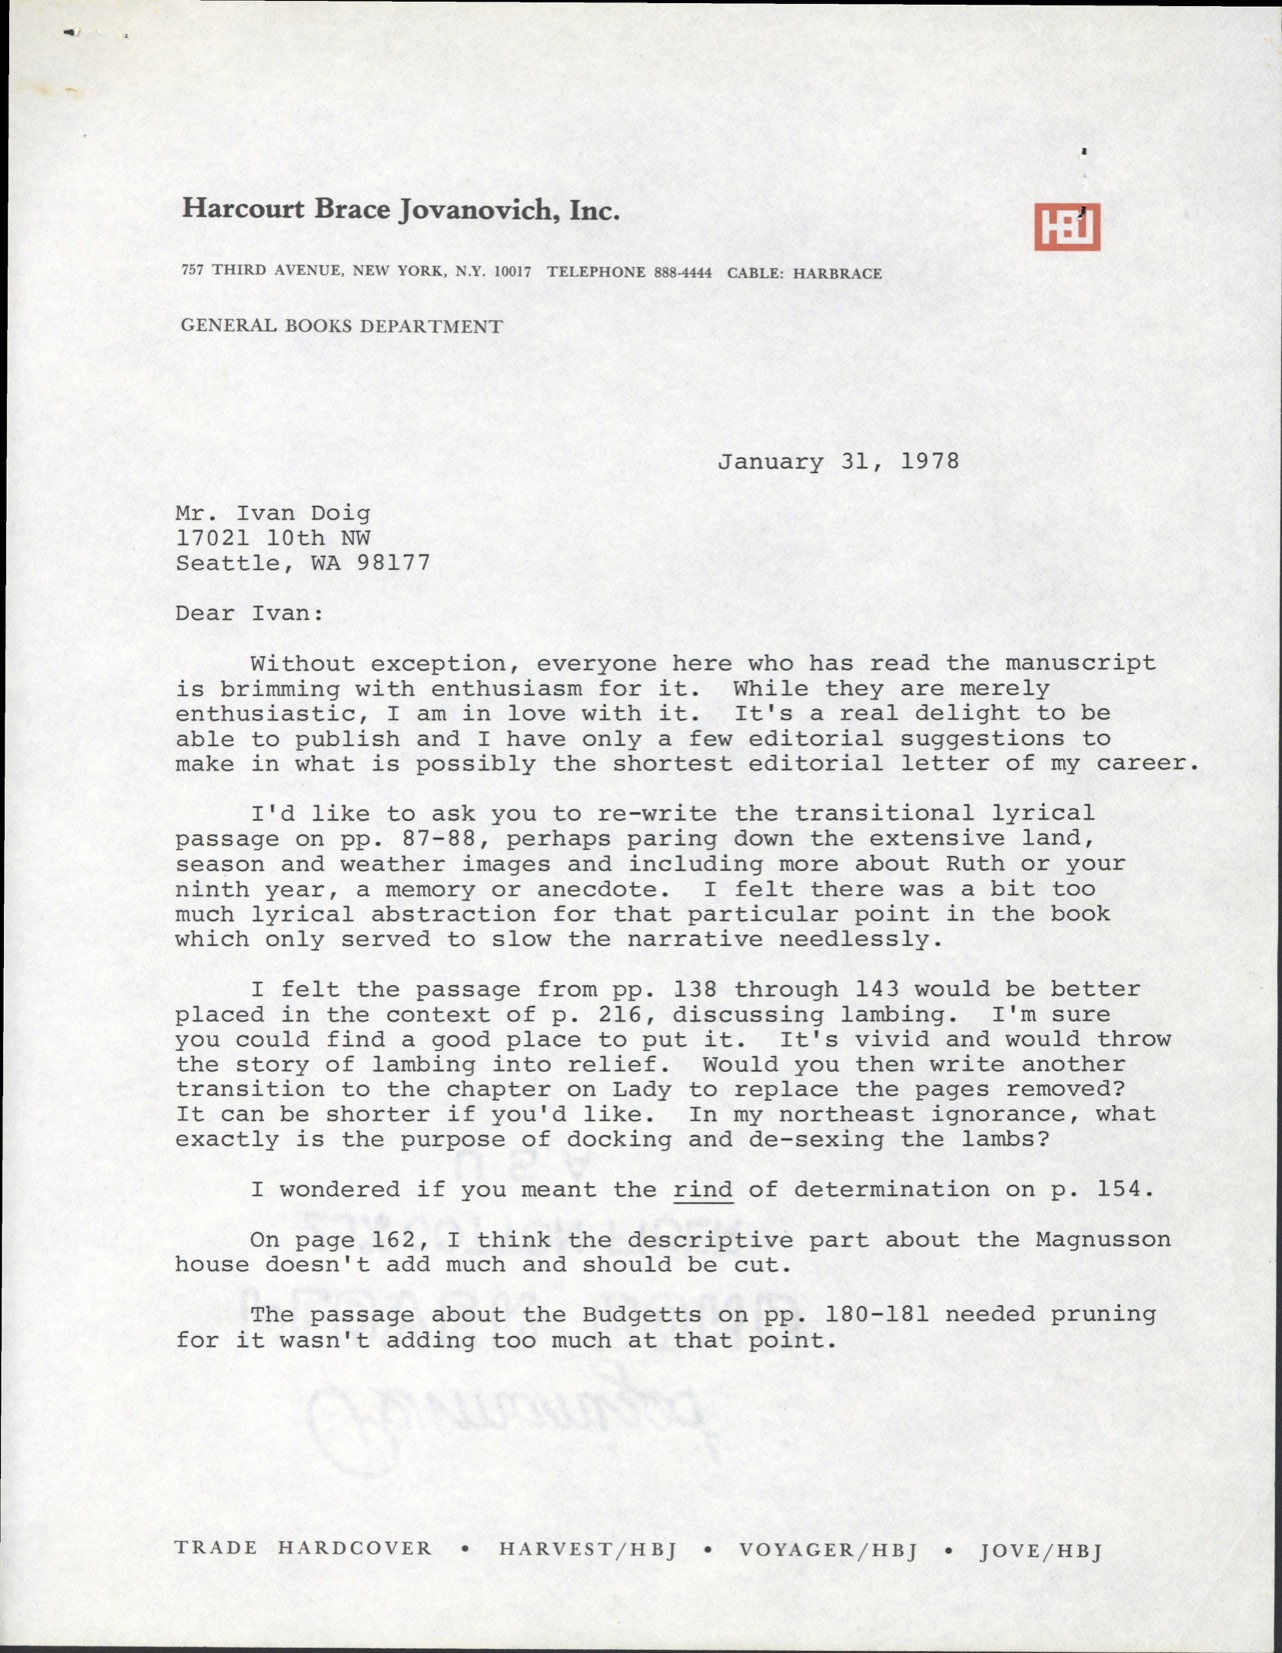 Harcourt Brace Jovanovich, Inc.
HBJ
757 THIRD AVENUE, NEW YORK, N.Y. 10017 TELEPHONE 888-4444 CABLE: HARBRACE
GENERAL BOOKS DEPARTMENT
January 31, 1978
Mr. Ivan Doig
17021 10th NW
Seattle, WA 98177
Dear Ivan:
Without exception, everyone here who has read the manuscript
is brimming with enthusiasm for it. While they are merely
enthusiastic, I am in love with it. It's a real delight to be
able to publish and I have only a few editorial suggestions to
make in what is possibly the shortest editorial letter of my career.
I'd like to ask you to re-write the transitional lyrical
passage on pp. 87-88, perhaps paring down the extensive land,
season and weather images and including more about Ruth or your
ninth year, a memory or anecdote. I felt there was a bit too
much lyrical abstraction for that particular point in the book
which only served to slow the narrative needlessly.
I felt the passage from pp. 138 through 143 would be better
placed in the context of p. 216, discussing lambing. I'm sure
you could find a good place to put it. It's vivid and would throw
the story of lambing into relief. Would you then write another
transition to the chapter on Lady to replace the pages removed?
It can be shorter if you'd like. In my northeast ignorance, what
exactly is the purpose of docking and de-sexing the lambs?
I wondered if you meant the rind of determination on p. 154.
On page 162, I think the descriptive part about the Magnusson
house doesn't add much and should be cut.
The passage about the Budgetts on pp. 180-181 needed pruning
for it wasn't adding too much at that point.
TRADE HARDCOVER • HARVEST/HBJ • VOYAGER/HBJ • JOVE/HBJ